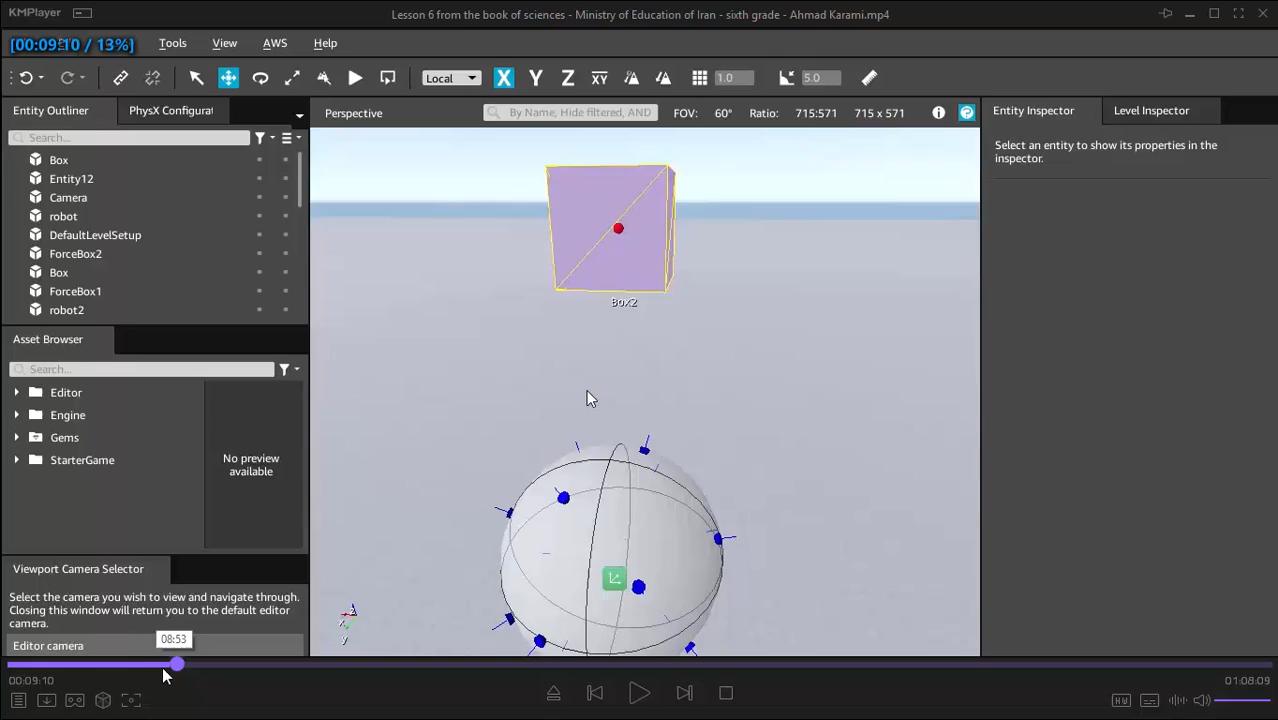 KMPlayer
Lesson 6 from the book of sciences - Ministry of Education of Iran - sixth grade - Ahmad Karami.mp4
[00:09:10 / 13%]
Tools
View
AWS
Help
Local
X
Y
Z
XY
1.0
5.0
Entity Outliner
PhysX Configurat
Perspective
By Name, Hide filtered, AND
FOV: 60°
Ratio: 715:571
715 x 571
Entity Inspector
Level Inspector
Search...
Select an entity to show its properties in the
inspector.
Box
Entity12
Camera
robot
DefaultLevelSetup
ForceBox2
Box
ForceBox1
robot2
Box2
Asset Browser
Search...
Editor
Engine
Gems
StarterGame
No preview
available
Viewport Camera Selector
Select the camera you wish to view and navigate through.
Closing this window will return you to the default editor
camera.
Editor camera
08:53
z
x
y
00:09:10
01:08:09